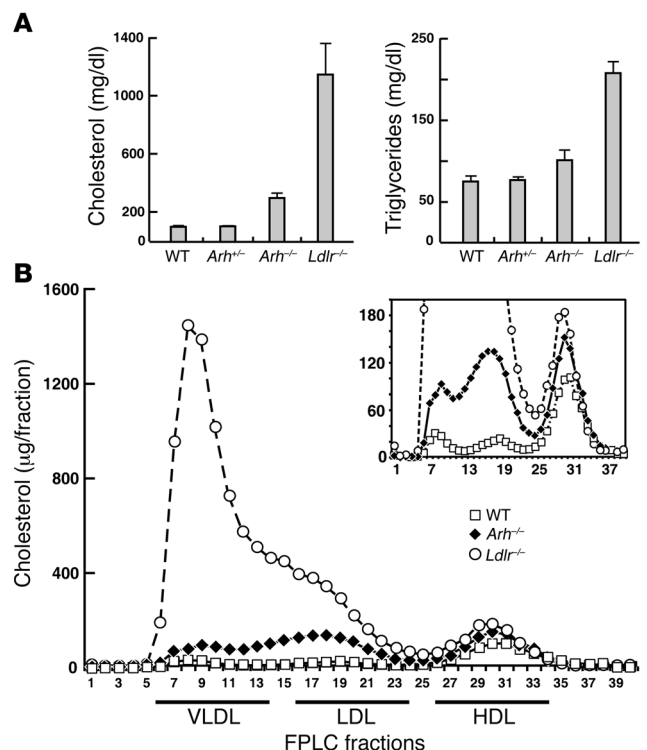 A
Cholesterol (mg/dl)
1400
1000
600
200
0
WT Arh+/– Arh–/– Ldlr–/–
Triglycerides (mg/dl)
250
150
100
50
0
WT Arh+/– Arh–/– Ldlr–/–
B
Cholesterol (µg/fraction)
1600
1200
800
400
0
1 3 5 7 9 11 13 15 17 19 21 23 25 27 29 31 33 35 37 39
VLDL LDL HDL
FPLC fractions
180
120
60
0
1 7 13 19 25 31 37
WT
Arh–/–
Ldlr–/–